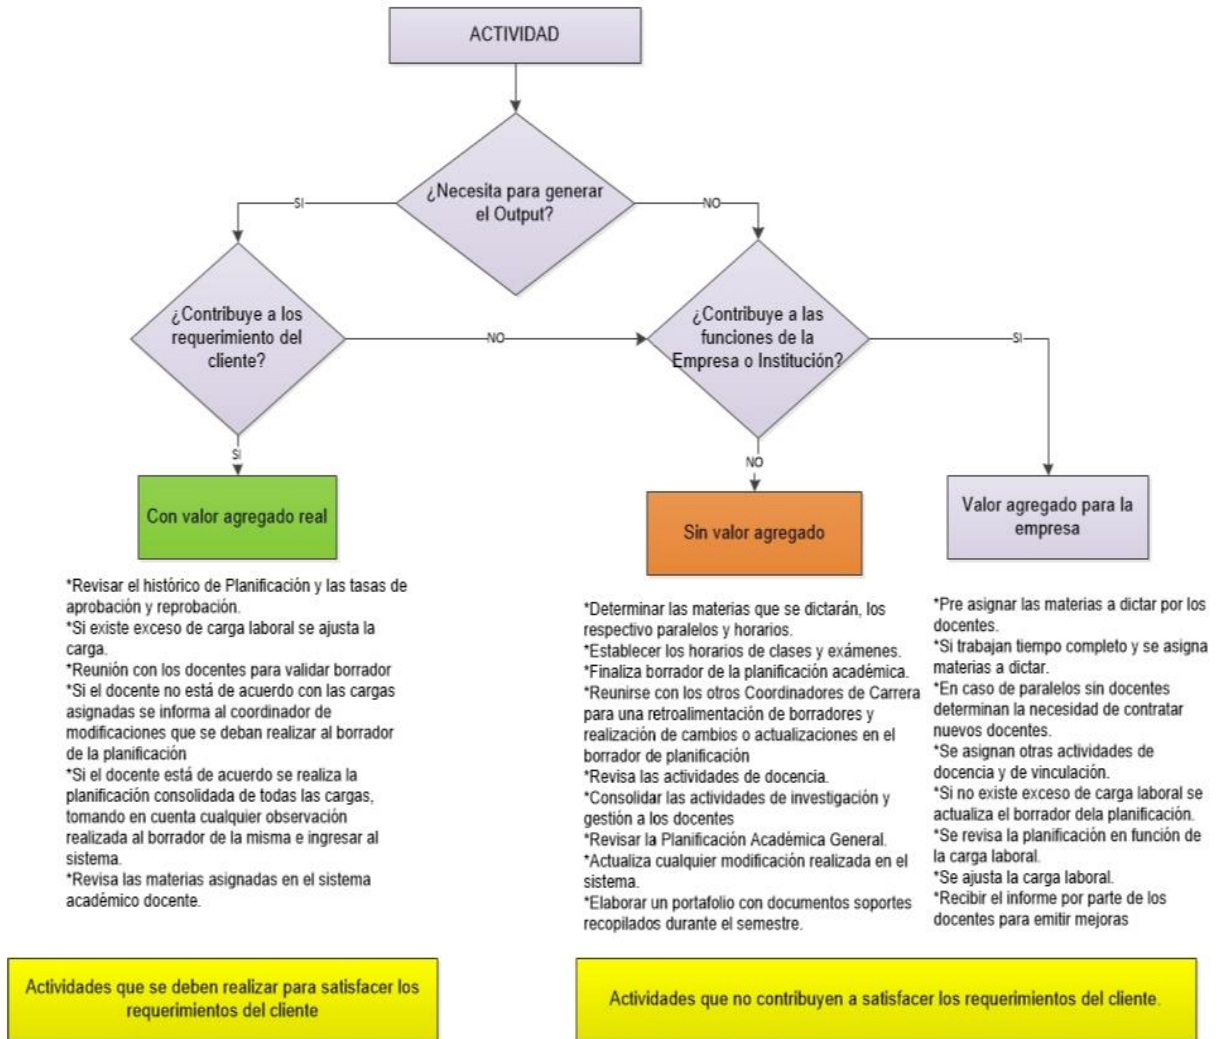 ACTIVIDAD
¿Necesita para generar
el Output?
SI
NO
¿Contribuye a los
requerimiento del
cliente?
NO
¿Contribuye a las
funciones de la
Empresa o Institución?
SI
SI
NO
Con valor agregado real
Sin valor agregado
Valor agregado para la
empresa
*Revisar el histórico de Planificación y las tasas de
aprobación y reprobación.
*Si existe exceso de carga laboral se ajusta la
carga.
*Reunión con los docentes para validar borrador
*Si el docente no está de acuerdo con las cargas
asignadas se informa al coordinador de
modificaciones que se deban realizar al borrador
de la planificación
*Si el docente está de acuerdo se realiza la
planificación consolidada de todas las cargas,
tomando en cuenta cualquier observación
realizada al borrador de la misma e ingresar al
sistema.
*Revisa las materias asignadas en el sistema
académico docente.
*Determinar las materias que se dictarán, los
respectivo paralelos y horarios.
*Establecer los horarios de clases y exámenes.
*Finaliza borrador de la planificación académica.
*Reunirse con los otros Coordinadores de Carrera
para una retroalimentación de borradores y
realización de cambios o actualizaciones en el
borrador de planificación
*Revisa las actividades de docencia.
*Consolidar las actividades de investigación y
gestión a los docentes
*Revisar la Planificación Académica General.
*Actualiza cualquier modificación realizada en el
sistema.
*Elaborar un portafolio con documentos soportes
recopilados durante el semestre.
*Pre asignar las materias a dictar por los
docentes.
*Si trabajan tiempo completo y se asigna
materias a dictar.
*En caso de paralelos sin docentes
determinan la necesidad de contratar
nuevos docentes.
*Se asignan otras actividades de
docencia y de vinculación.
*Si no existe exceso de carga laboral se
actualiza el borrador dela planificación.
*Se revisa la planificación en función de
la carga laboral.
*Se ajusta la carga laboral.
*Recibir el informe por parte de los
docentes para emitir mejoras
Actividades que se deben realizar para satisfacer los
requerimientos del cliente
Actividades que no contribuyen a satisfacer los requerimientos del cliente.